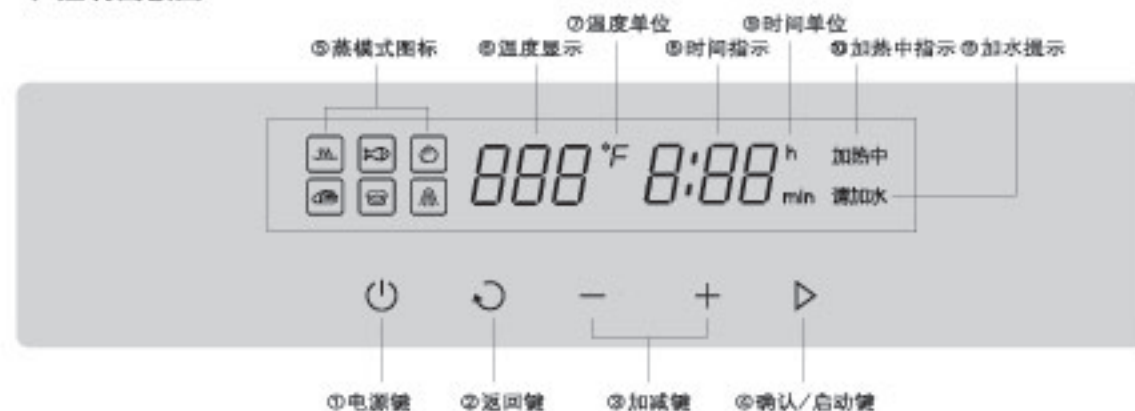 ⑦温度单位 ⑨时间单位
⑤蒸模式图标 ⑥温度显示 ⑧时间指示 ⑩加热中指示 ⑪加水提示
888 °F 8:88 h 加热中
min 请加水
①电源键 ②返回键 ③加减键 ④确认/启动键